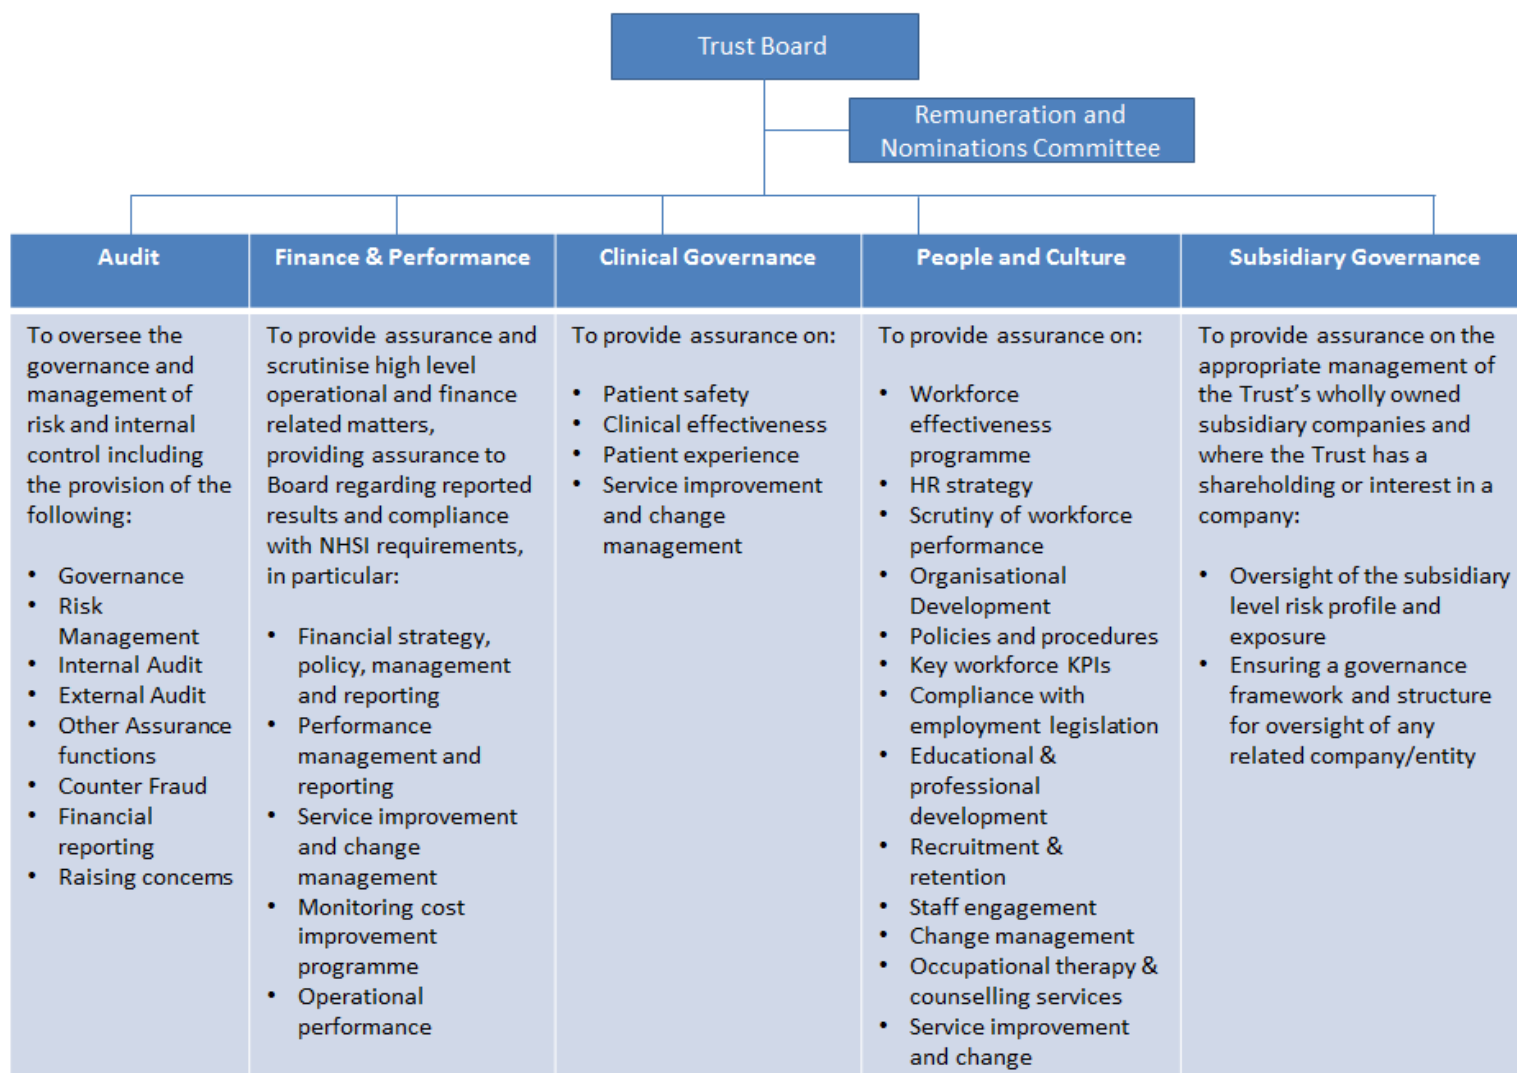 Trust Board
Remuneration and
Nominations Committee
Audit
Finance & Performance
Clinical Governance
People and Culture
Subsidiary Governance
To oversee the
governance and
management of
risk and internal
control including
the provision of the
following:
• Governance
• Risk
Management
• Internal Audit
• External Audit
• Other Assurance
functions
• Counter Fraud
• Financial
reporting
• Raising concerns
To provide assurance and
scrutinise high level
operational and finance
related matters,
providing assurance to
Board regarding reported
results and compliance
with NHSI requirements,
in particular:
• Financial strategy,
policy, management
and reporting
• Performance
management and
reporting
• Service improvement
and change
management
• Monitoring cost
improvement
programme
• Operational
performance
To provide assurance on:
• Patient safety
• Clinical effectiveness
• Patient experience
• Service improvement
and change
management
To provide assurance on:
• Workforce
effectiveness
programme
• HR strategy
• Scrutiny of workforce
performance
• Organisational
Development
• Policies and procedures
• Key workforce KPIs
• Compliance with
employment legislation
• Educational &
professional
development
• Recruitment &
retention
• Staff engagement
• Change management
• Occupational therapy &
counselling services
• Service improvement
and change
To provide assurance on the
appropriate management of
the Trust's wholly owned
subsidiary companies and
where the Trust has a
shareholding or interest in a
company:
• Oversight of the subsidiary
level risk profile and
exposure
• Ensuring a governance
framework and structure
for oversight of any
related company/entity